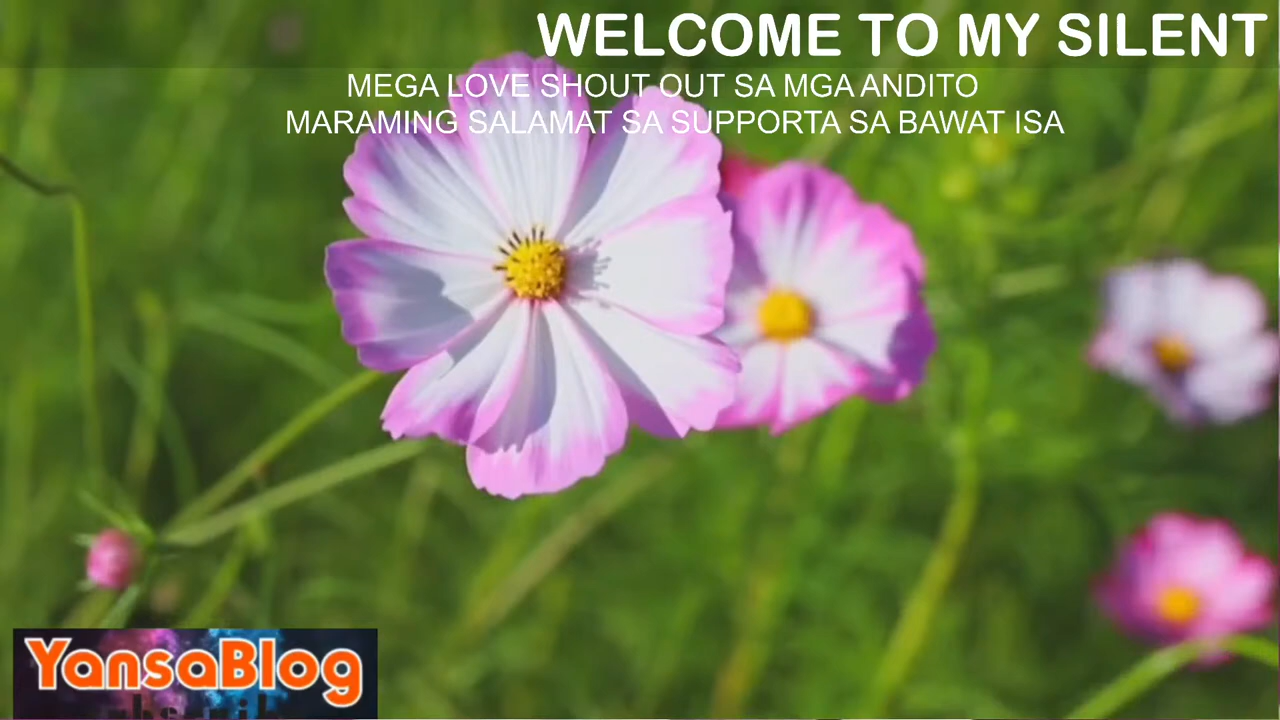 WELCOME TO MY SILENT
MEGA LOVE SHOUT OUT SA MGA ANDITO
MARAMING SALAMAT SA SUPPORTA SA BAWAT ISA
YansaBlog